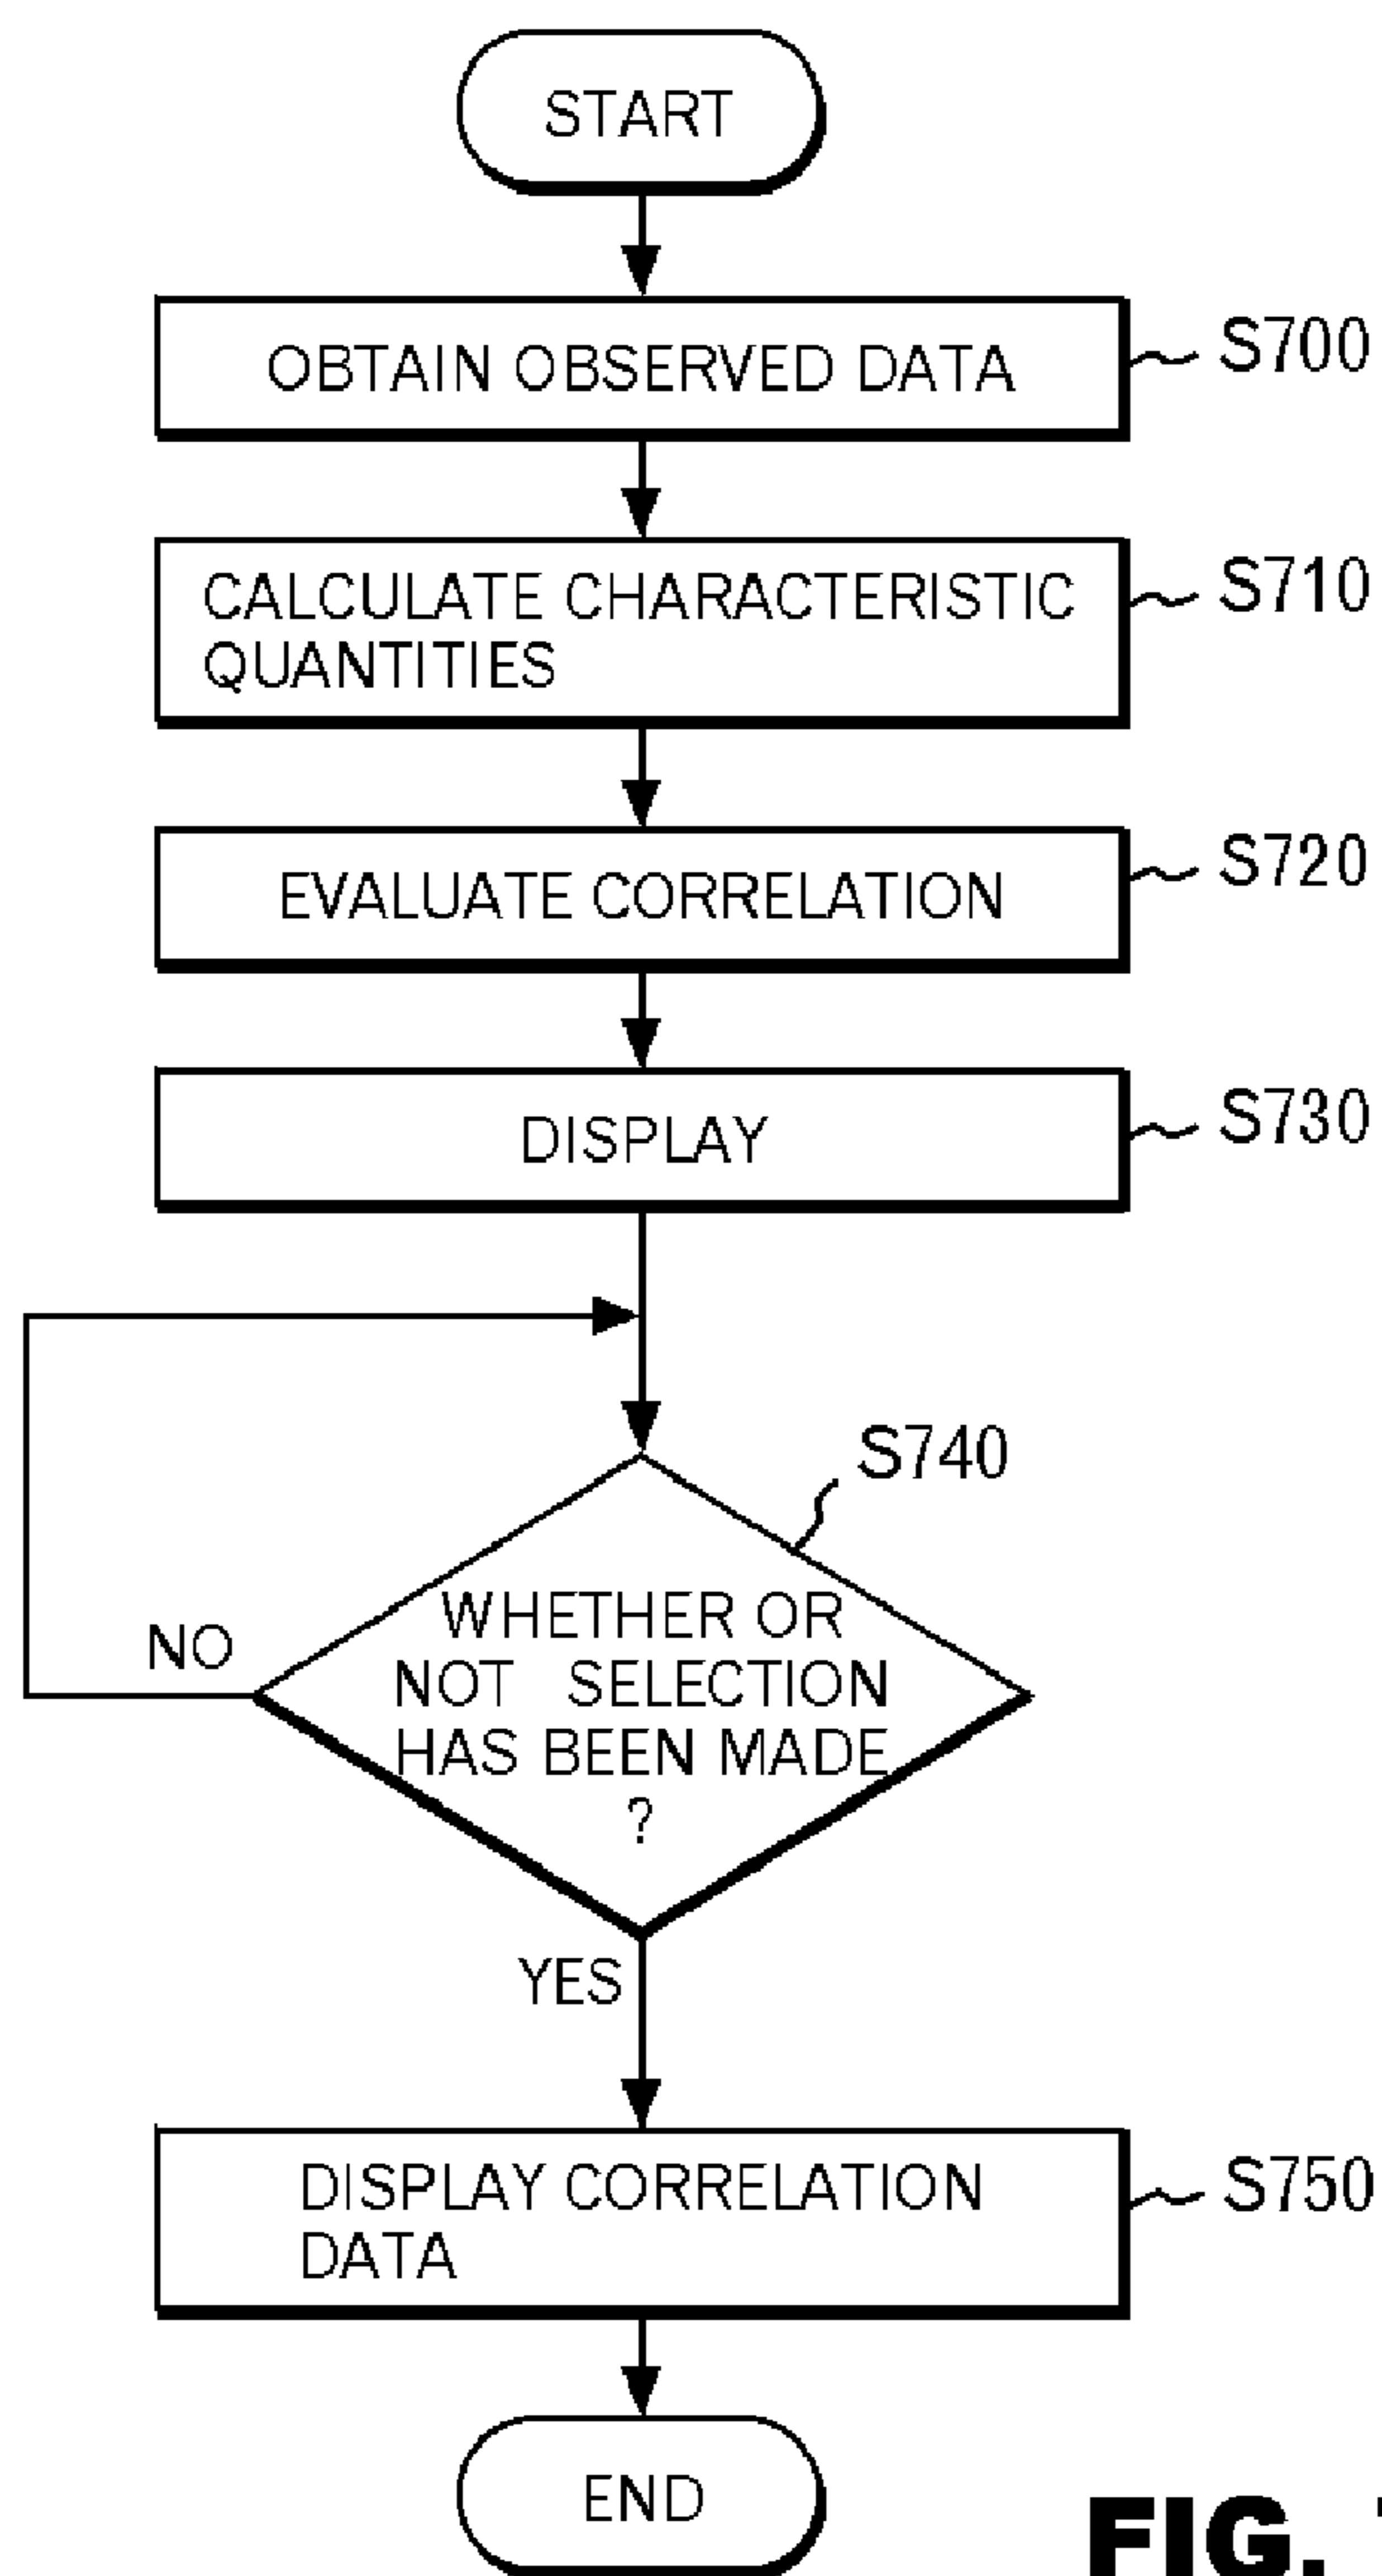 START
OBTAIN OBSERVED DATA
S700
CALCULATE CHARACTERISTIC
QUANTITIES
S710
EVALUATE CORRELATION
S720
DISPLAY
S730
S740
WHETHER OR
NOT SELECTION
HAS BEEN MADE
?
NO
YES
DISPLAY CORRELATION
DATA
S750
END
FIG.